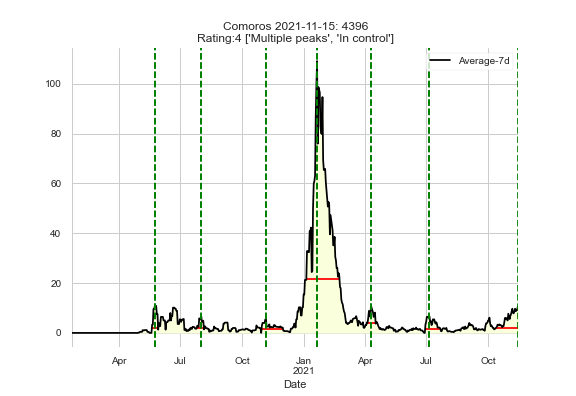 Comoros 2021-11-15: 4396
Rating:4 ['Multiple peaks', 'In control']
Average-7d
100
80
60
40
20
0
Apr Jul Oct Jan Apr Jul Oct
2021
Date